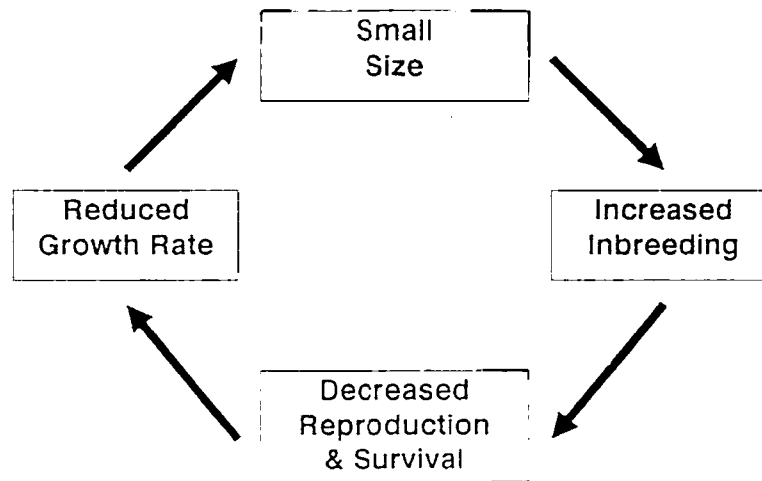 Small
Size
Increased
Inbreeding
Decreased
Reproduction
& Survival
Reduced
Growth Rate